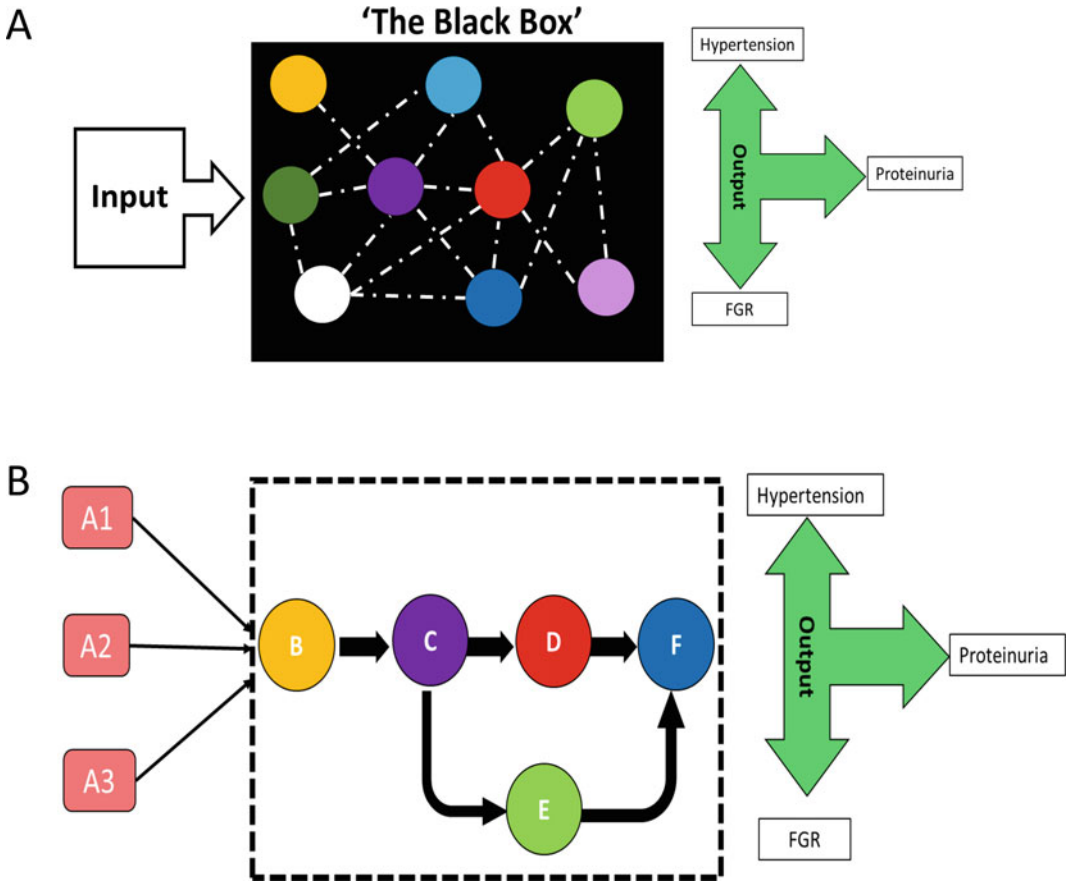 A
'The Black Box'
Input
Hypertension
Output
Proteinuria
FGR
B
A1
A2
A3
B
C
D
F
E
Hypertension
Output
Proteinuria
FGR